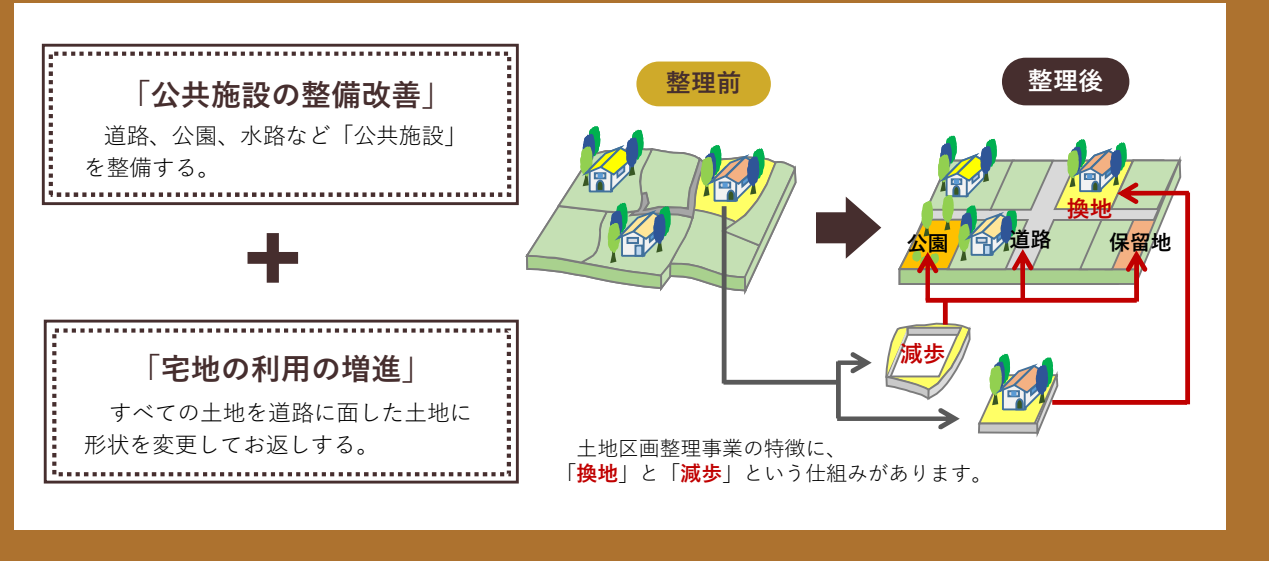 「公共施設の整備改善」
道路、公園、水路など「公共施設」
を整備する。
「宅地の利用の増進」
すべての土地を道路に面した土地に
形状を変更してお返しする。
整理前
整理後
換地
公園
道路
保留地
減歩
土地区画整理事業の特徴に、
「換地」と「減歩」という仕組みがあります。